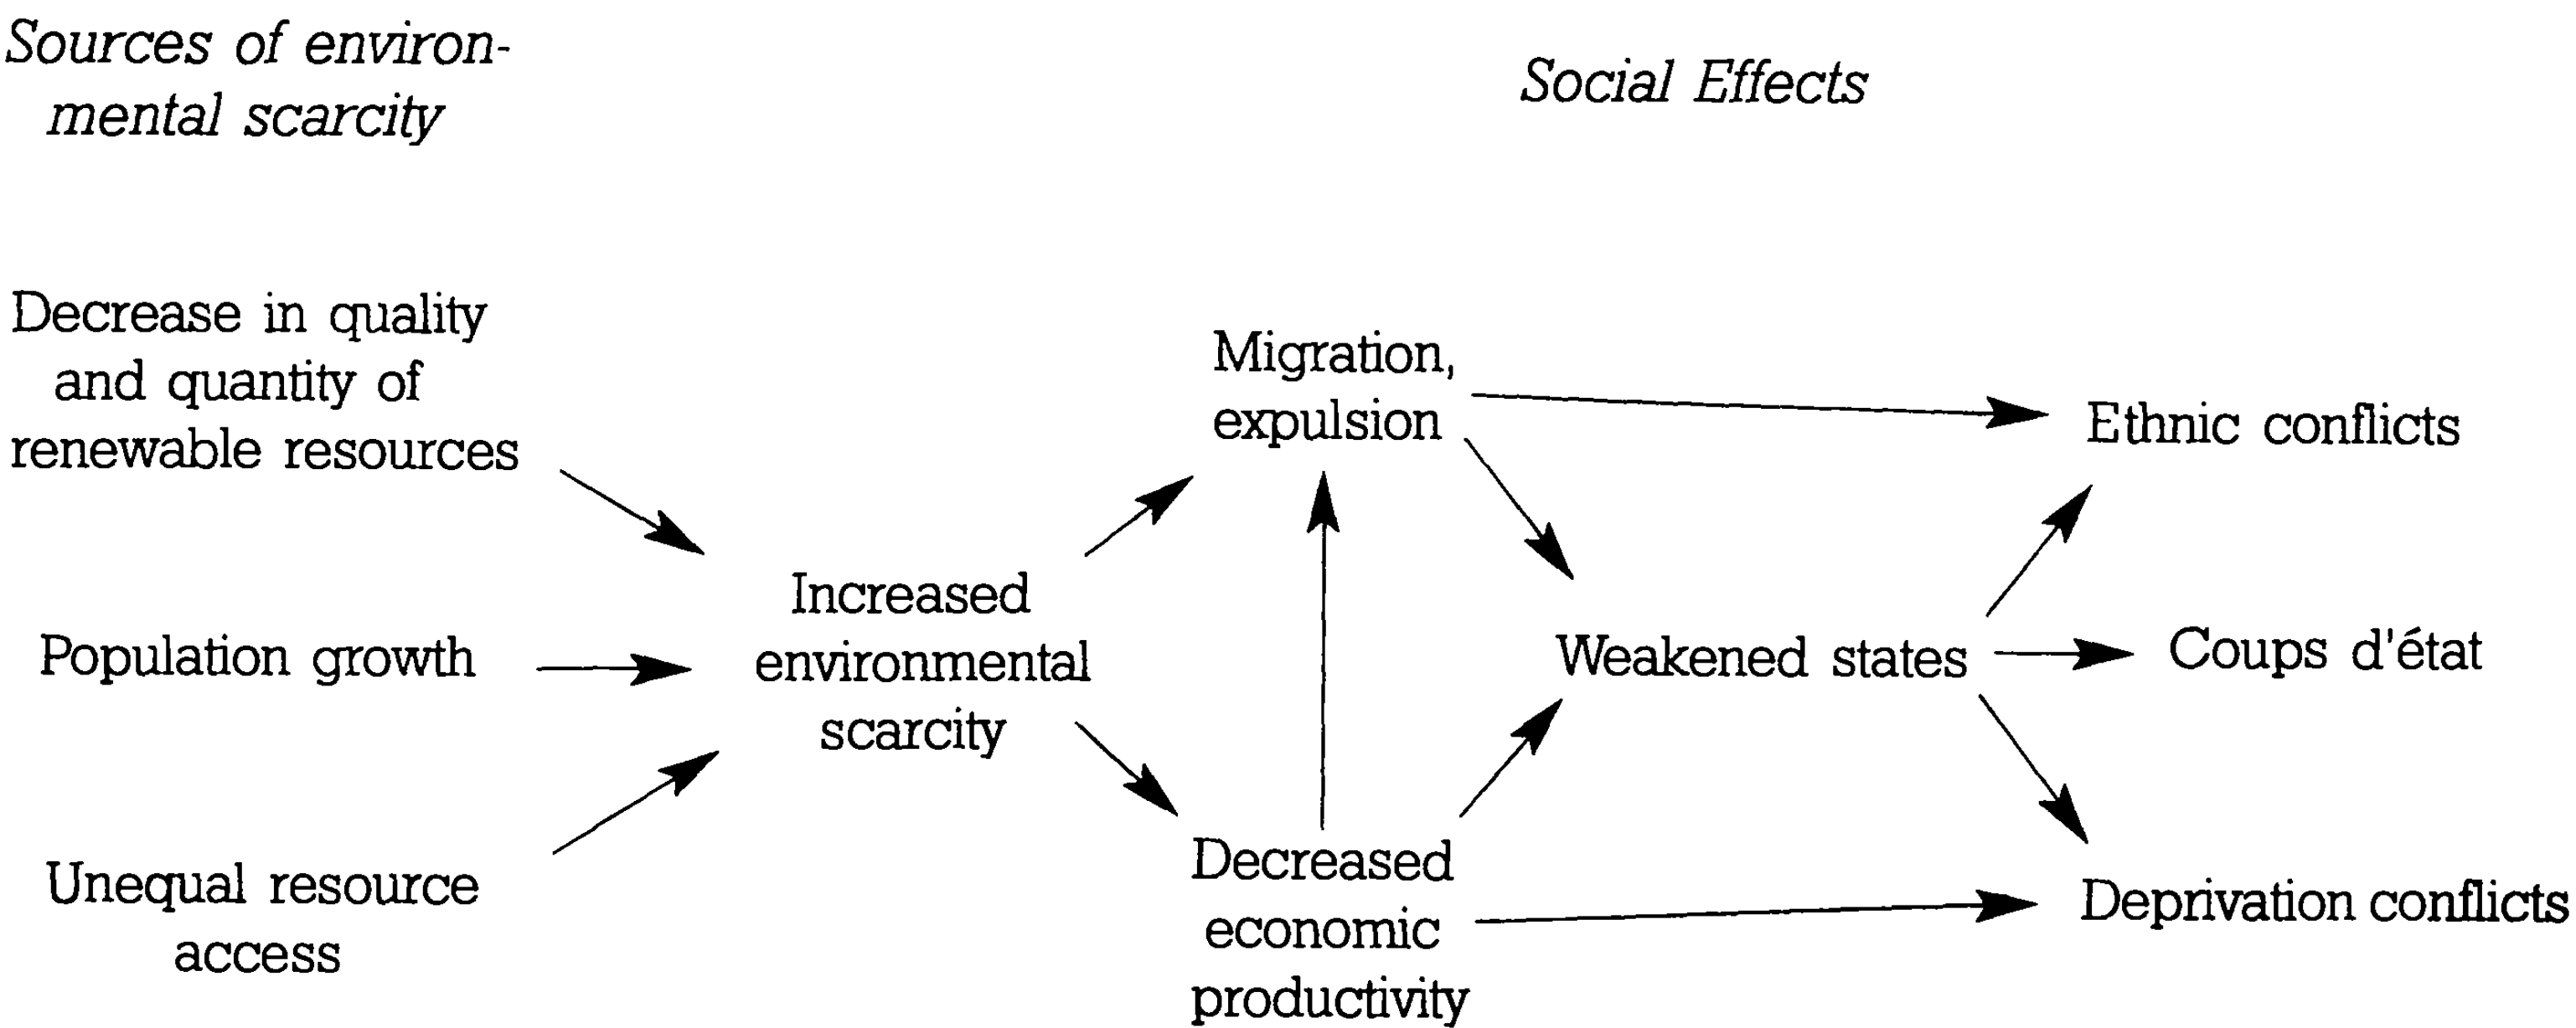 Sources of environ-
mental scarcity
Social Effects
Decrease in quality
and quantity of
renewable resources
Population growth
Unequal resource
access
Increased
environmental
scarcity
Migration,
expulsion
Decreased
economic
productivity
Weakened states
Ethnic conflicts
Coups d'état
Deprivation conflicts